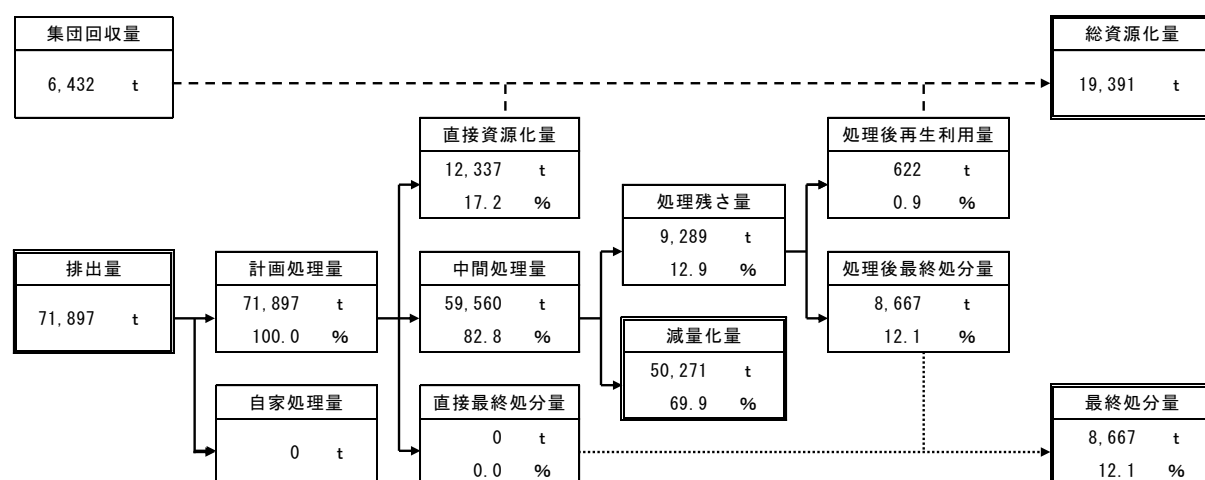 集団回収量
6,432 t
総資源化量
19,391 t
直接資源化量
12,337 t
17.2 %
処理後再生利用量
622 t
0.9 %
処理残さ量
9,289 t
12.9 %
排出量
71,897 t
計画処理量
71,897 t
100.0 %
中間処理量
59,560 t
82.8 %
処理後最終処分量
8,667 t
12.1 %
減量化量
50,271 t
69.9 %
自家処理量
0 t
直接最終処分量
0 t
0.0 %
最終処分量
8,667 t
12.1 %